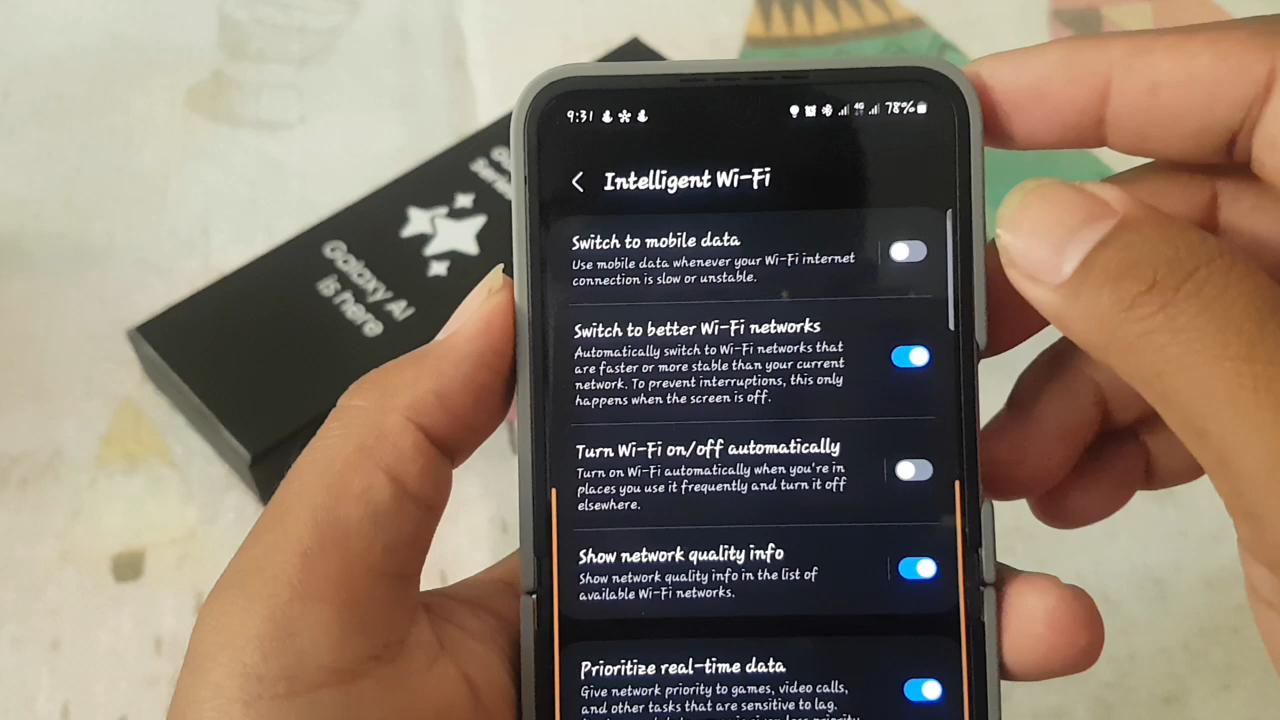 9:31
4G
78%
Intelligent Wi-Fi
Switch to mobile data
Use mobile data whenever your Wi-Fi internet
connection is slow or unstable.
Switch to better Wi-Fi networks
Automatically switch to Wi-Fi networks that
are faster or more stable than your current
network. To prevent interruptions, this only
happens when the screen is off.
Turn Wi-Fi on/off automatically
Turn on Wi-Fi automatically when you're in
places you use it frequently and turn it off
elsewhere.
Show network quality info
Show network quality info in the list of
available Wi-Fi networks.
Prioritize real-time data
Give network priority to games, video calls,
and other tasks that are sensitive to lag.
Galaxy AI
is here